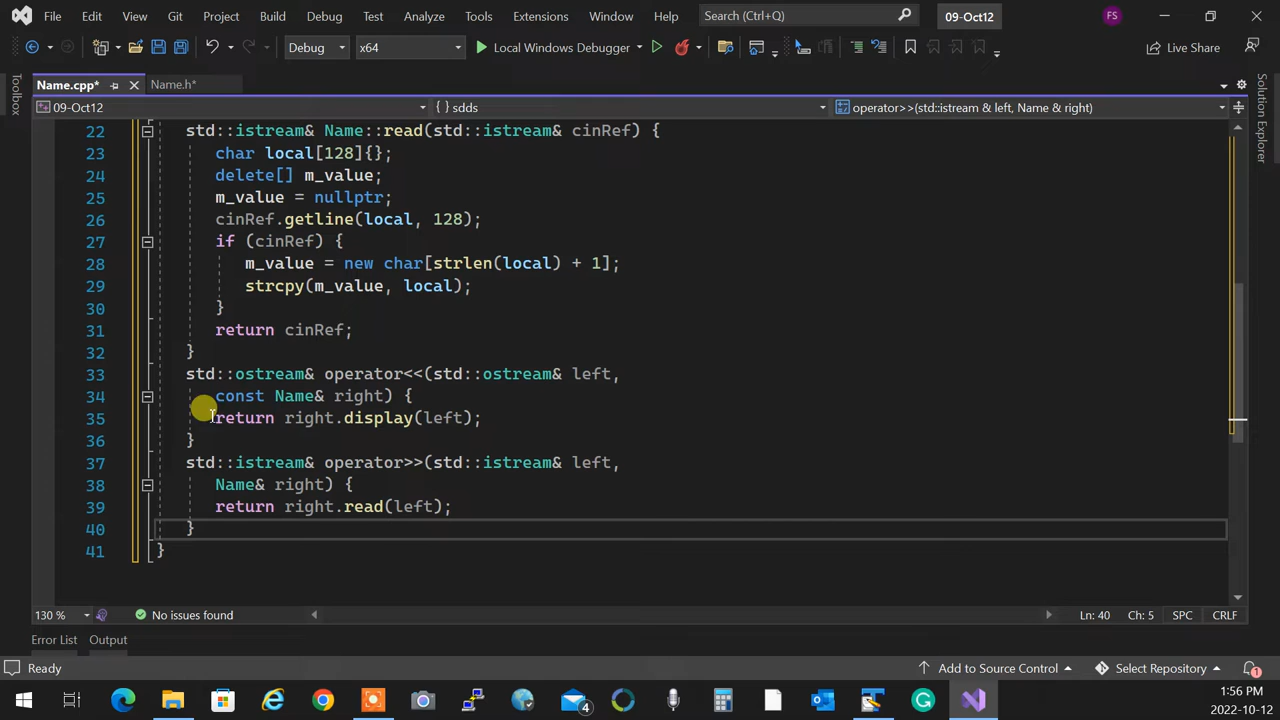 File Edit View Git Project Build Debug Test Analyze Tools Extensions Window Help Search (Ctrl+Q) 09-Oct12 FS
Debug x64 Local Windows Debugger Live Share
Name.cpp* Name.h*
09-Oct12 {} sdds operator>>(std::istream & left, Name & right)
Toolbox
Solution Explorer
22 std::istream& Name::read(std::istream& cinRef) {
23 char local[128]{};
24 delete[] m_value;
25 m_value = nullptr;
26 cinRef.getline(local, 128);
27 if (cinRef) {
28 m_value = new char[strlen(local) + 1];
29 strcpy(m_value, local);
30 }
31 return cinRef;
32 }
33 std::ostream& operator<<(std::ostream& left,
34 const Name& right) {
35 return right.display(left);
36 }
37 std::istream& operator>>(std::istream& left,
38 Name& right) {
39 return right.read(left);
40 }
41 }
130 % No issues found Ln: 40 Ch: 5 SPC CRLF
Error List Output
Ready Add to Source Control Select Repository 1
4
1:56 PM
2022-10-12